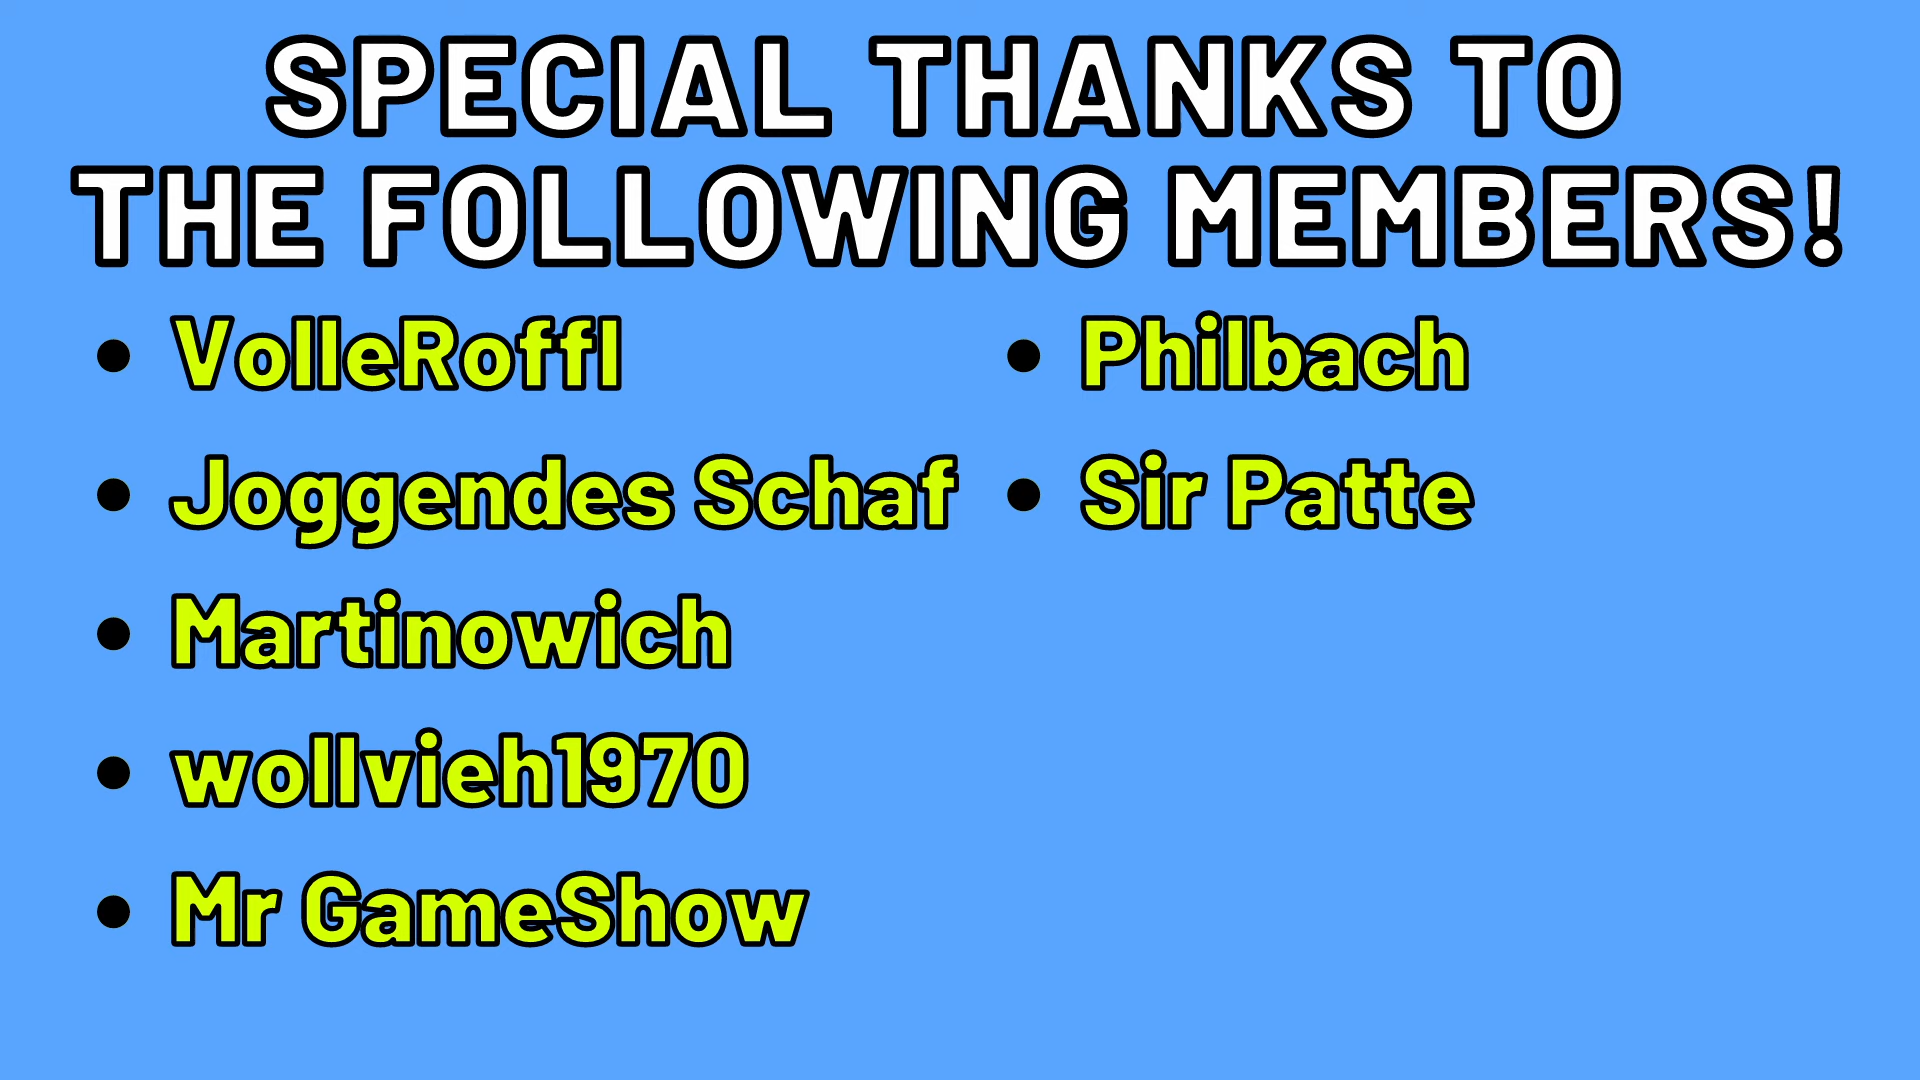 SPECIAL THANKS TO
THE FOLLOWING MEMBERS!
• VolleRoffl
• Joggendes Schaf
• Martinowich
• wollvieh1970
• Mr GameShow
• Philbach
• Sir Patte